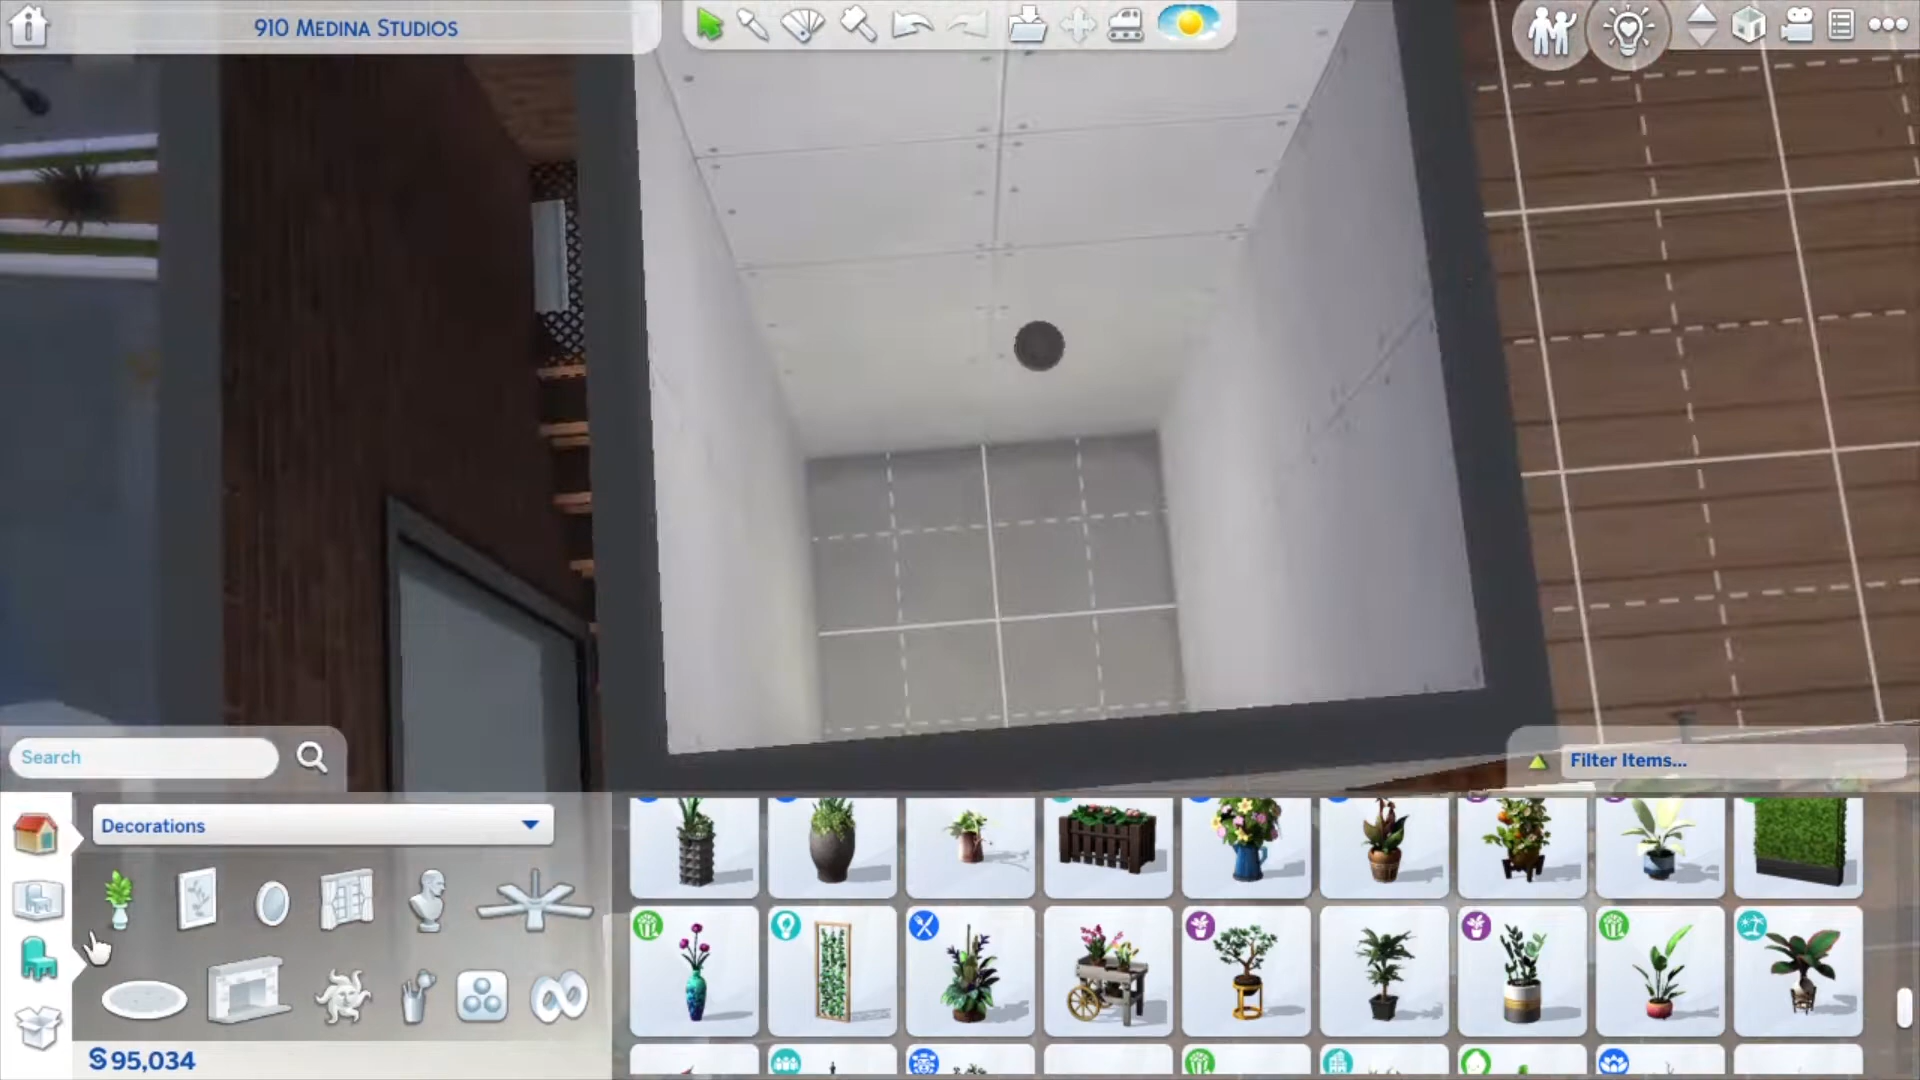 910 Medina Studios
Search
Filter Items...
Decorations
§95,034